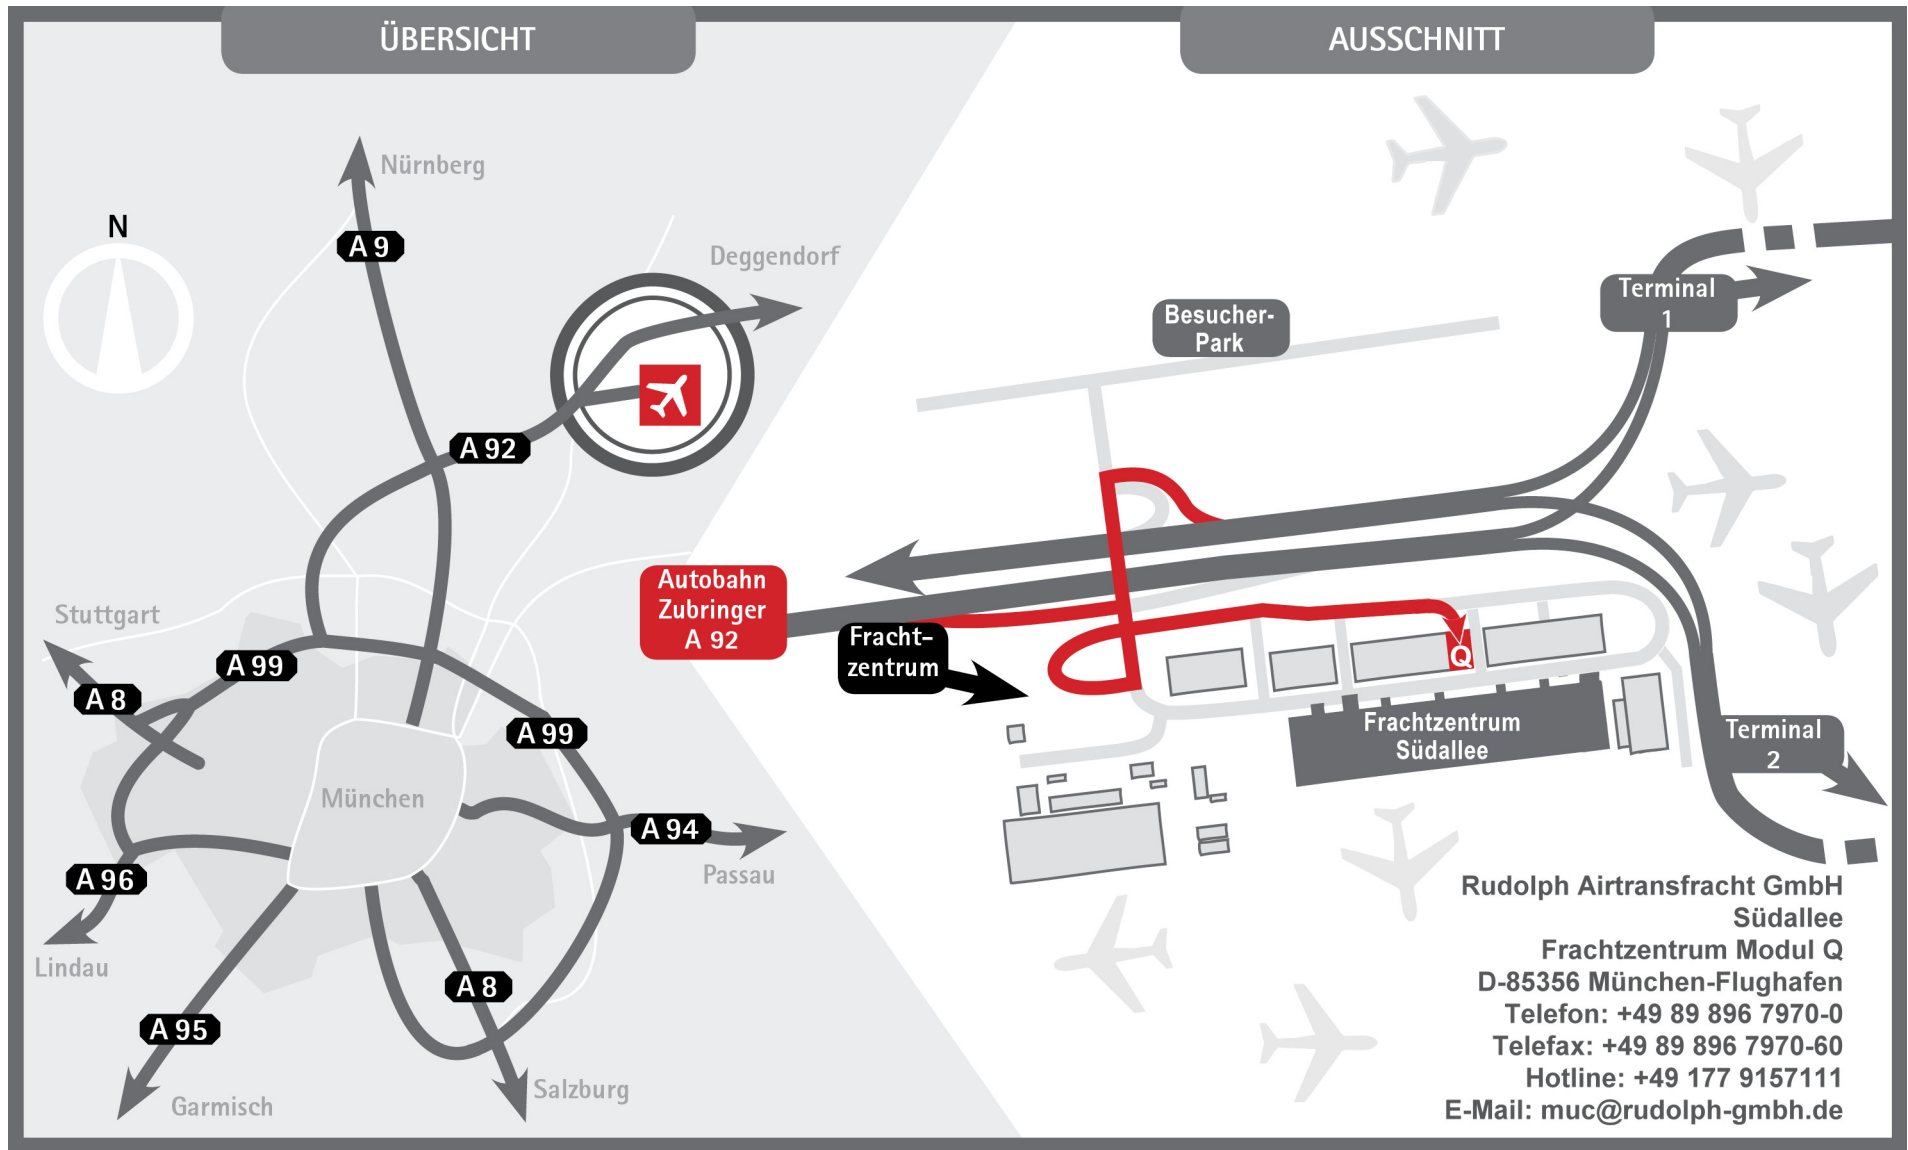 ÜBERSICHT
Nürnberg
N
A 9
Deggendorf
A 92
Stuttgart
A 99
A 8
A 99
München
A 94
Passau
A 96
Lindau
A 8
A 95
Salzburg
Garmisch
AUSSCHNITT
Terminal
1
Besucher-
Park
Autobahn
Zubringer
A 92
Fracht-
zentrum
Q
Frachtzentrum
Südallee
Terminal
2
Rudolph Airtransfracht GmbH
Südallee
Frachtzentrum Modul Q
D-85356 München-Flughafen
Telefon: +49 89 896 7970-0
Telefax: +49 89 896 7970-60
Hotline: +49 177 9157111
E-Mail: muc@rudolph-gmbh.de